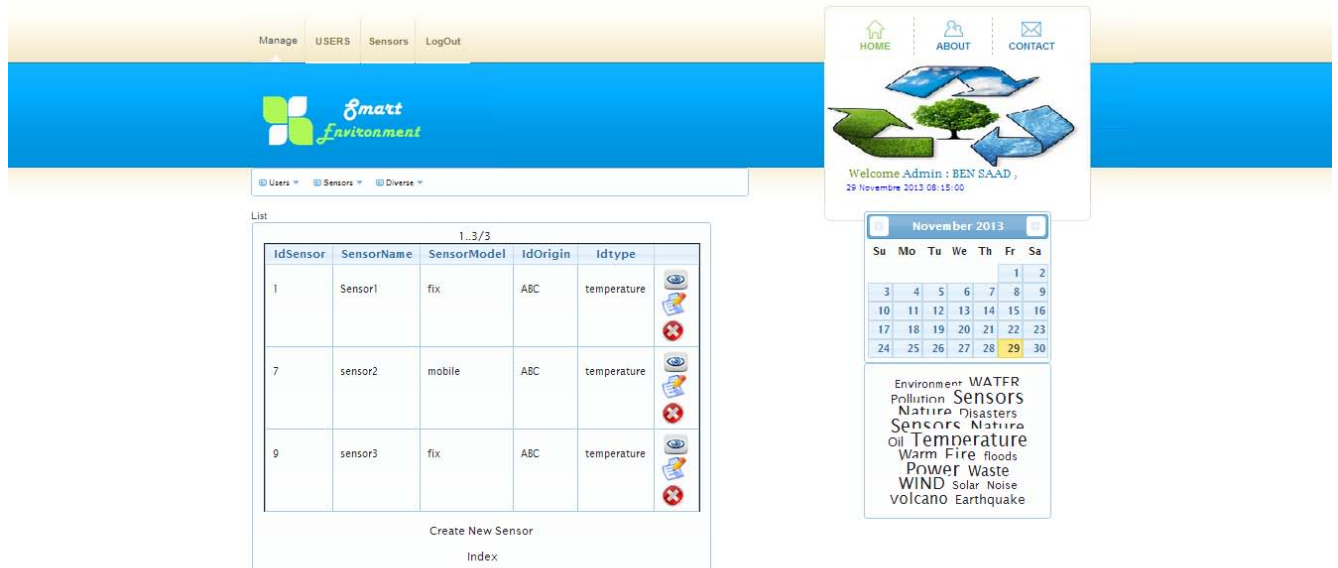 Manage USERS Sensors LogOut
HOME ABOUT CONTACT
Smart
Environment
Welcome Admin : BEN SAAD ,
29 Novembre 2013 08:15:00
Users Sensors Diverse
List
1..3/3
IdSensor SensorName SensorModel IdOrigin Idtype
1 Sensor1 fix ABC temperature
7 sensor2 mobile ABC temperature
9 sensor3 fix ABC temperature
Create New Sensor
Index
November 2013
Su Mo Tu We Th Fr Sa
1 2
3 4 5 6 7 8 9
10 11 12 13 14 15 16
17 18 19 20 21 22 23
24 25 26 27 28 29 30
Environment WATER
Pollution Sensors
Nature Disasters
Sensors Nature
Oil Temperature
Warm Fire floods
Power Waste
WIND Solar Noise
volcano Earthquake